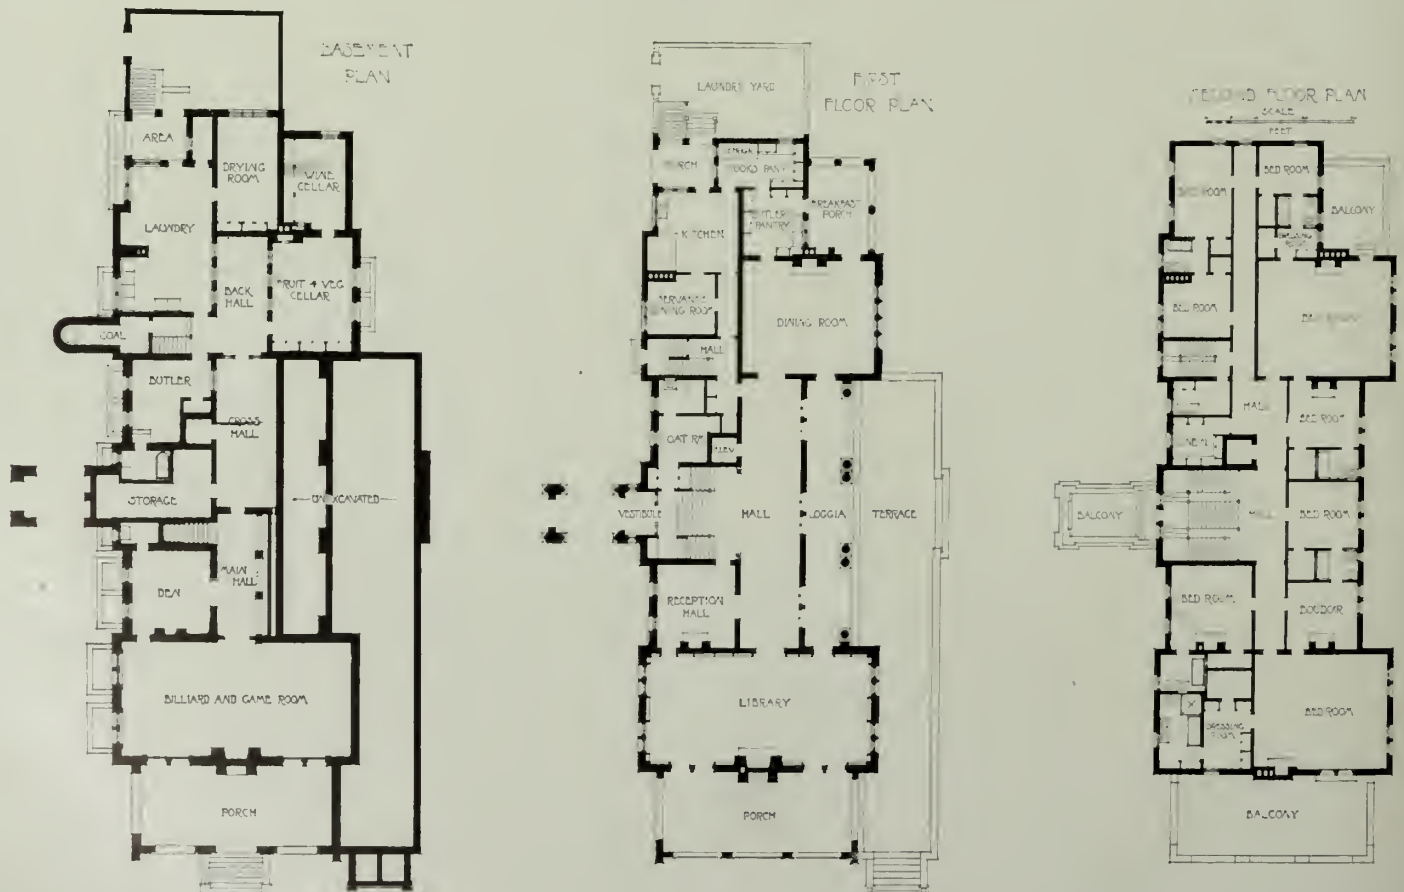 BASEMENT
PLAN
AREA
DRYING
ROOM
WINE
CELLAR
LAUNDRY
BACK
HALL
FRUIT & VEG
CELLAR
COAL
BUTLER
CROSS
HALL
STORAGE
UNEXCAVATED
MAIN
HALL
DEN
BILLIARD AND GAME ROOM
PORCH
FIRST
FLOOR PLAN
LAUNDRY YARD
PORCH
BREAKFAST
PORCH
BUTLER
PANTRY
KITCHEN
SERVANTS
DINING ROOM
DINING ROOM
HALL
COAT RM
ELEV
VESTIBULE
HALL
LOGGIA
TERRACE
RECEPTION
HALL
LIBRARY
PORCH
SECOND FLOOR PLAN
SCALE
FEET
BED ROOM
BED ROOM
BALCONY
DRESSING
ROOM
BED ROOM
BED ROOM
HALL
BED ROOM
LINEN
BALCONY
HALL
BED ROOM
BED ROOM
BOUDOIR
DRESSING
ROOM
BED ROOM
BALCONY